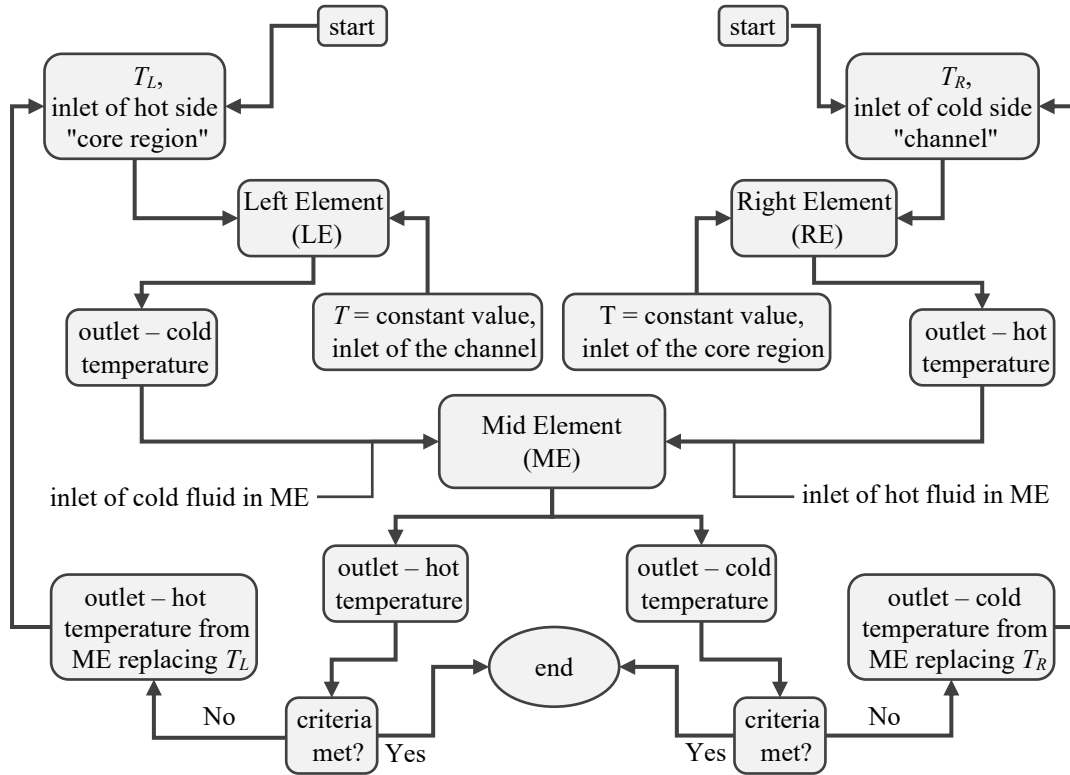 start
start
T_L,
inlet of hot side
"core region"
T_R,
inlet of cold side
"channel"
Left Element
(LE)
Right Element
(RE)
T = constant value,
inlet of the channel
T = constant value,
inlet of the core region
outlet – cold
temperature
outlet – hot
temperature
Mid Element
(ME)
inlet of cold fluid in ME
inlet of hot fluid in ME
outlet – hot
temperature
outlet – cold
temperature
outlet – hot
temperature from
ME replacing T_L
outlet – cold
temperature from
ME replacing T_R
end
No
criteria
met?
Yes
Yes
criteria
met?
No